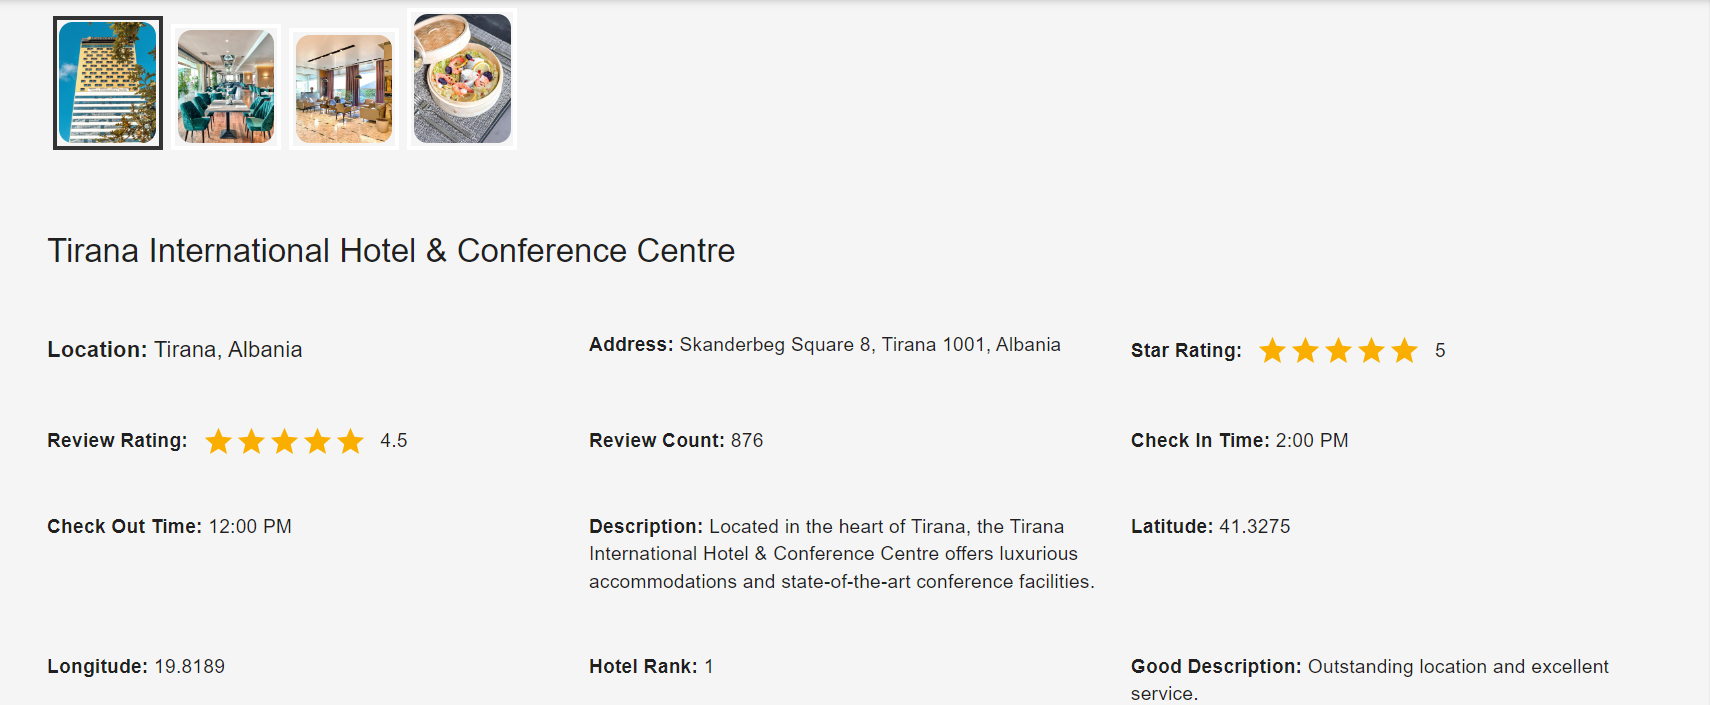 Tirana International Hotel & Conference Centre
Location: Tirana, Albania
Address: Skanderbeg Square 8, Tirana 1001, Albania
Star Rating: 5
Review Rating: 4.5
Review Count: 876
Check In Time: 2:00 PM
Check Out Time: 12:00 PM
Description: Located in the heart of Tirana, the Tirana
International Hotel & Conference Centre offers luxurious
accommodations and state-of-the-art conference facilities.
Latitude: 41.3275
Longitude: 19.8189
Hotel Rank: 1
Good Description: Outstanding location and excellent
service.